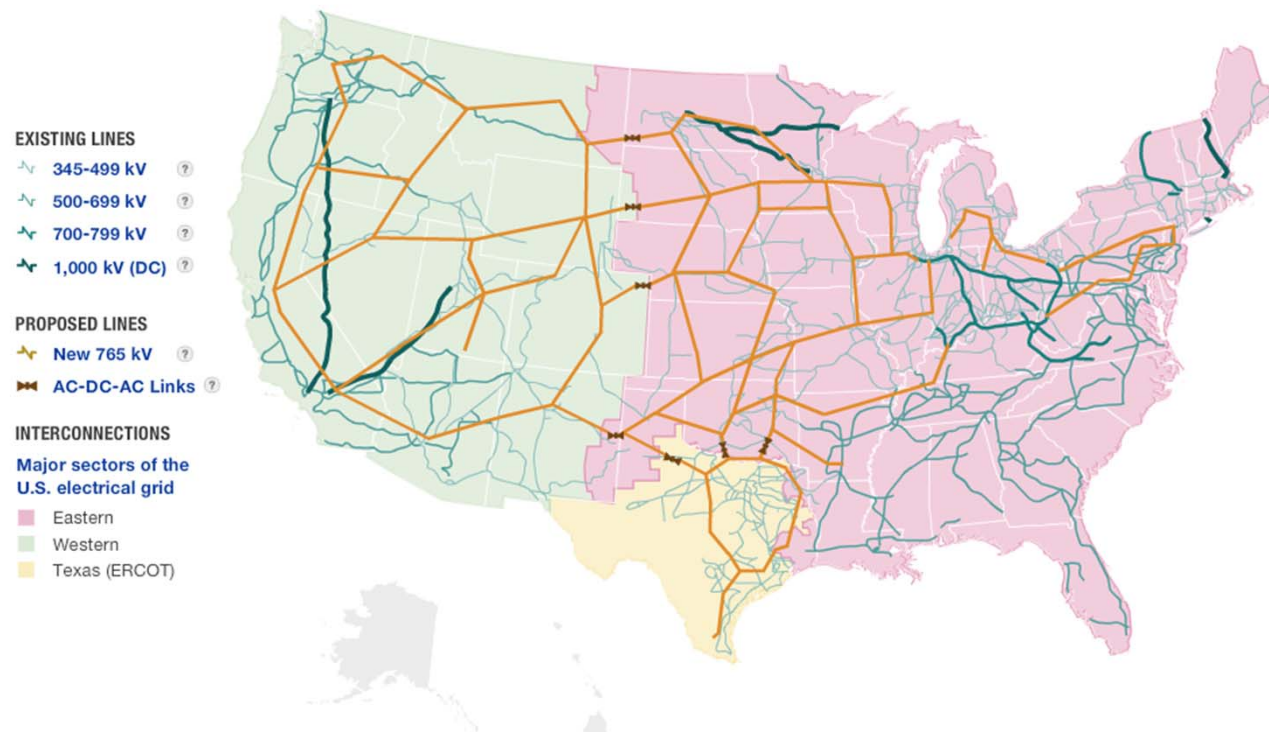 EXISTING LINES
345-499 kV ?
500-699 kV ?
700-799 kV ?
1,000 kV (DC) ?
PROPOSED LINES
New 765 kV ?
AC-DC-AC Links ?
INTERCONNECTIONS
Major sectors of the
U.S. electrical grid
Eastern
Western
Texas (ERCOT)